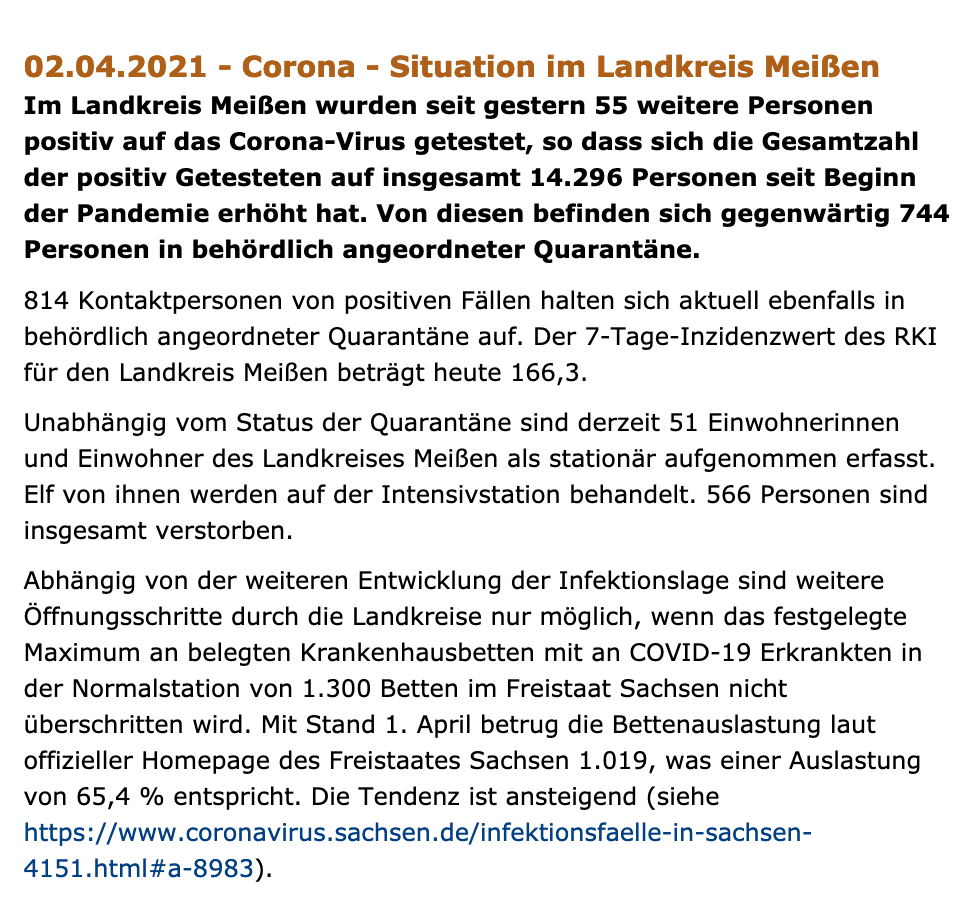 02.04.2021 - Corona - Situation im Landkreis Meißen
Im Landkreis Meißen wurden seit gestern 55 weitere Personen
positiv auf das Corona-Virus getestet, so dass sich die Gesamtzahl
der positiv Getesteten auf insgesamt 14.296 Personen seit Beginn
der Pandemie erhöht hat. Von diesen befinden sich gegenwärtig 744
Personen in behördlich angeordneter Quarantäne.
814 Kontaktpersonen von positiven Fällen halten sich aktuell ebenfalls in
behördlich angeordneter Quarantäne auf. Der 7-Tage-Inzidenzwert des RKI
für den Landkreis Meißen beträgt heute 166,3.
Unabhängig vom Status der Quarantäne sind derzeit 51 Einwohnerinnen
und Einwohner des Landkreises Meißen als stationär aufgenommen erfasst.
Elf von ihnen werden auf der Intensivstation behandelt. 566 Personen sind
insgesamt verstorben.
Abhängig von der weiteren Entwicklung der Infektionslage sind weitere
Öffnungsschritte durch die Landkreise nur möglich, wenn das festgelegte
Maximum an belegten Krankenhausbetten mit an COVID-19 Erkrankten in
der Normalstation von 1.300 Betten im Freistaat Sachsen nicht
überschritten wird. Mit Stand 1. April betrug die Bettenauslastung laut
offizieller Homepage des Freistaates Sachsen 1.019, was einer Auslastung
von 65,4 % entspricht. Die Tendenz ist ansteigend (siehe
https://www.coronavirus.sachsen.de/infektionsfaelle-in-sachsen-
4151.html#a-8983).